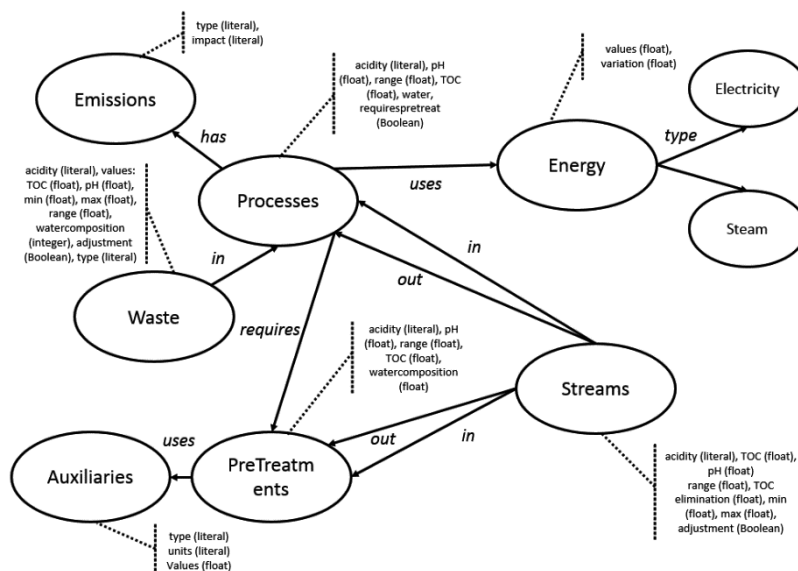 type (literal),
impact (literal)
Emissions
has
acidity (literal), pH
(float), range (float), TOC
(float), water,
requirespretreat
(Boolean)
values (float),
variation (float)
Electricity
type
Energy
Steam
uses
Processes
acidity (literal), values:
TOC (float), pH (float),
min (float), max (float),
range (float),
watercomposition
(integer), adjustment
(Boolean), type (literal)
in
Waste
in
out
requires
acidity (literal), pH
(float), range (float),
TOC (float),
watercomposition
(float)
Streams
out
in
uses
Auxiliaries
PreTreatm
ents
acidity (literal), TOC (float),
pH (float)
range (float), TOC
elimination (float), min
(float), max (float),
adjustment (Boolean)
type (literal)
units (literal)
Values (float)